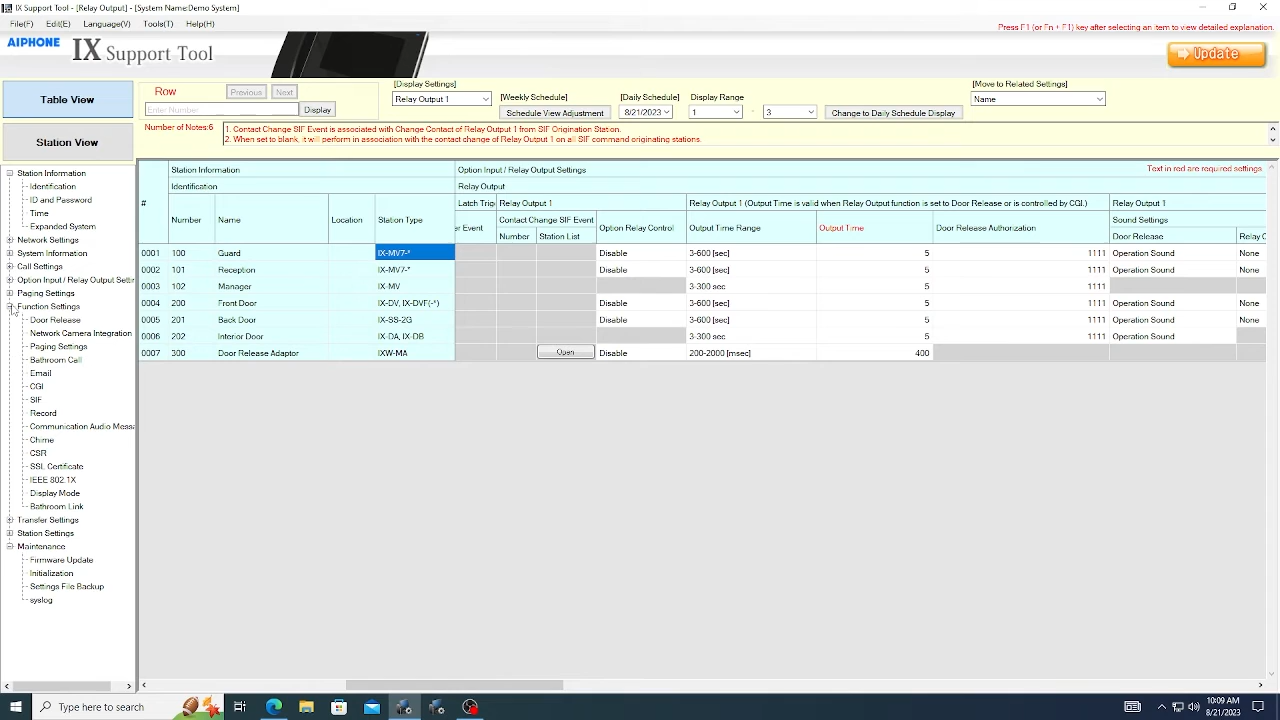 IX Support Tool - [Relay Output] - [System Name:Demo System]
File(F) Edit(E) Language(V) Tools(T) Help(H)
Press F1 (or Fn + F1) key after selecting an item to view detailed explanation.
AIPHONE IX Support Tool
Update
Table View
Station View
Row
Previous Next
Enter Number
Display
[Display Settings]
Relay Output 1
[Weekly Schedule]
Schedule View Adjustment
[Daily Schedule]
8/21/2023
Display Range
1 - 3
Change to Daily Schedule Display
[Move to Related Settings]
Name
Number of Notes:6
1. Contact Change SIF Event is associated with Change Contact of Relay Output 1 from SIF Origination Station.
2. When set to blank, it will perform in association with the contact change of Relay Output 1 on all SIF command originating stations.
Station Information
Identification
ID and Password
Time
Expanded System
Network Settings
System Information
Call Settings
Option Input / Relay Output Setti
Paging Settings
Function Settings
Door Release
Network Camera Integration
Paging Settings
Bathroom Call
Email
CGI
SIF
Record
Communication Audio Messa
Chime
CSR
SSL Certificate
IEEE 802.1X
Display Mode
Bathroom Link
Transfer Settings
Station Settings
Maintenance
Firmware Update
Initialization
Settings File Backup
syslog
Station Information Option Input / Relay Output Settings Text in red are required settings
Identification Relay Output
# Number Name Location Station Type
Latch Trig Relay Output 1 Relay Output 1 (Output Time is valid when Relay Output function is set to Door Release or is controlled by CGI.) Relay Output 1
er Event Contact Change SIF Event Option Relay Control Output Time Range Output Time Door Release Authorization Sound Settings
Number Station List Door Release Relay C
0001 100 Guard IX-MV7-* Disable 3-600 [sec] 5 1111 Operation Sound None
0002 101 Reception IX-MV7-* Disable 3-600 [sec] 5 1111 Operation Sound None
0003 102 Manager IX-MV 3-300 sec 5 1111
0004 200 Front Door IX-DV, IX-DVF(-*) Disable 3-600 [sec] 5 1111 Operation Sound None
0005 201 Back Door IX-SS-2G Disable 3-600 [sec] 5 1111 Operation Sound None
0006 202 Interior Door IX-DA, IX-DB 3-300 sec 5 1111 Operation Sound
0007 300 Door Release Adaptor IXW-MA Open Disable 200-2000 [msec] 400
Type here to search
10:09 AM
8/21/2023